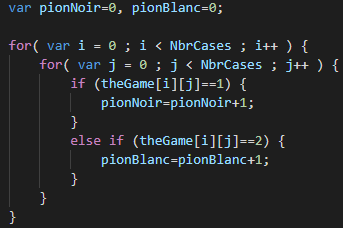 var pionNoir=0, pionBlanc=0;
for( var i = 0 ; i < NbrCases ; i++ ) {
for( var j = 0 ; j < NbrCases ; j++ ) {
if (theGame[i][j]==1) {
pionNoir=pionNoir+1;
}
else if (theGame[i][j]==2) {
pionBlanc=pionBlanc+1;
}
}
}